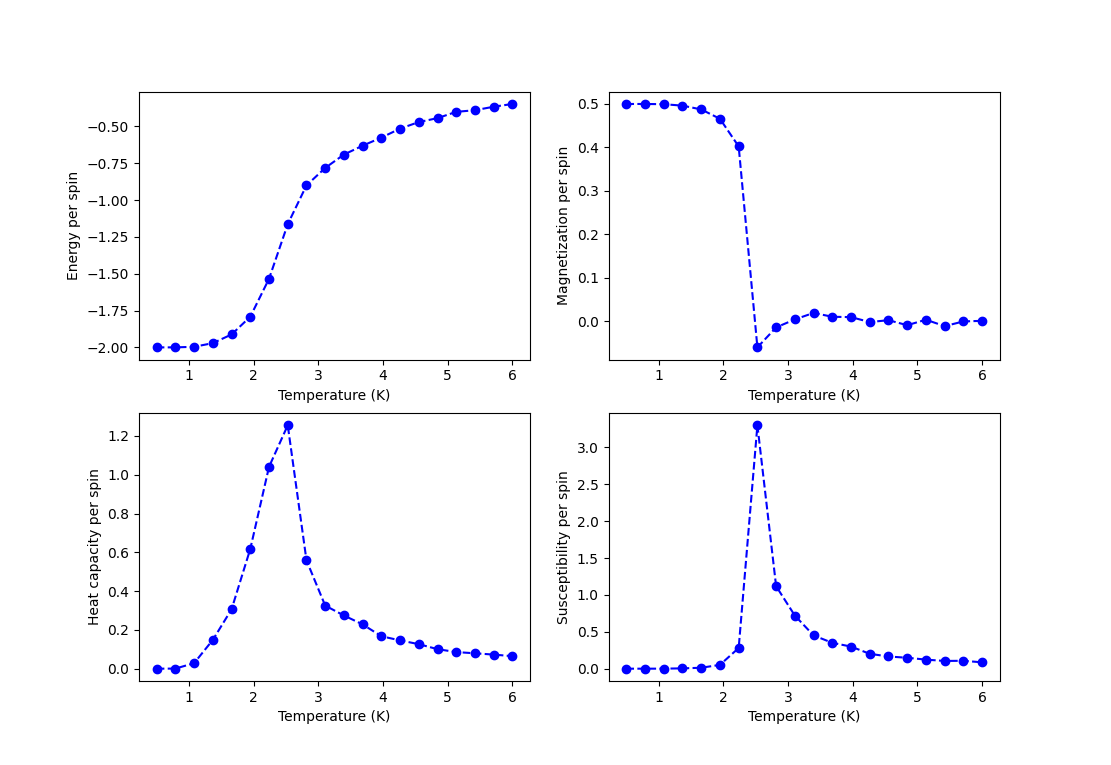 −0.50
−0.75
−1.00
−1.25
−1.50
−1.75
−2.00
Energy per spin
1 2 3 4 5 6
Temperature (K)
0.5
0.4
0.3
0.2
0.1
0.0
Magnetization per spin
1 2 3 4 5 6
Temperature (K)
1.2
1.0
0.8
0.6
0.4
0.2
0.0
Heat capacity per spin
1 2 3 4 5 6
Temperature (K)
3.0
2.5
2.0
1.5
1.0
0.5
0.0
Susceptibility per spin
1 2 3 4 5 6
Temperature (K)